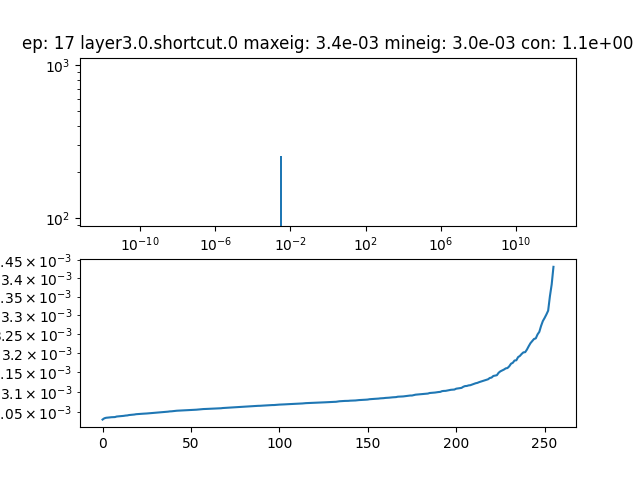 ep: 17 layer3.0.shortcut.0 maxeig: 3.4e-03 mineig: 3.0e-03 con: 1.1e+00
10³
10²
10⁻¹⁰ 10⁻⁶ 10⁻² 10² 10⁶ 10¹⁰
.45 × 10⁻³
3.4 × 10⁻³
.35 × 10⁻³
3.3 × 10⁻³
.25 × 10⁻³
3.2 × 10⁻³
.15 × 10⁻³
3.1 × 10⁻³
.05 × 10⁻³
0 50 100 150 200 250